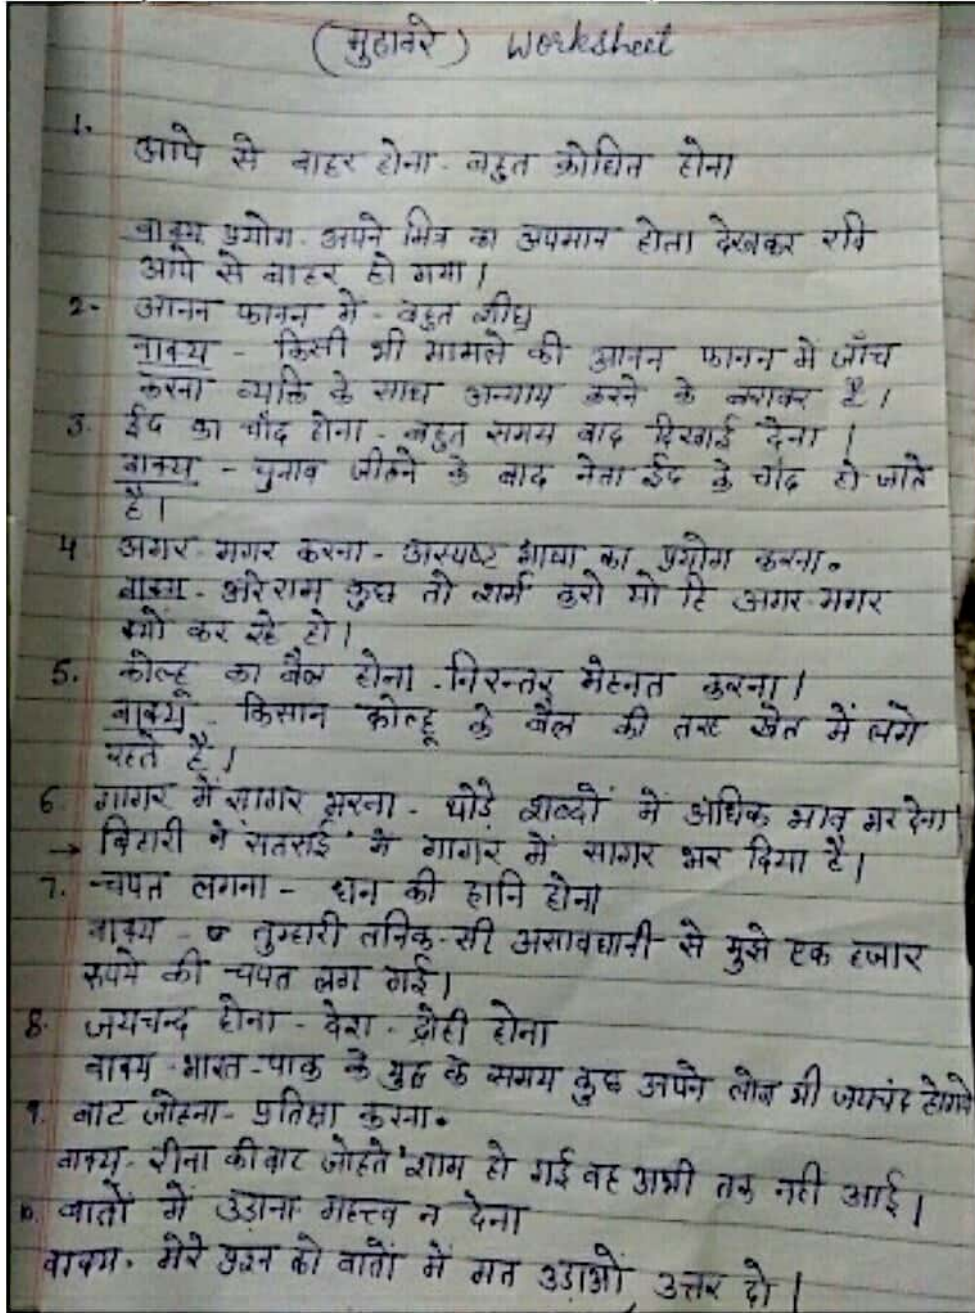 (मुहावरे) Worksheet
1.
आपे से बाहर होना - बहुत क्रोधित होना
वाक्य प्रयोग - अपने मित्र का अपमान होता देखकर रवि
आपे से बाहर हो गया।
2- आनन फानन में - बहुत शीघ्र
वाक्य - किसी भी मामले की आनन फानन में जाँच
करना व्यक्ति के साथ अन्याय करने के बराबर है।
3. ईद का चाँद होना - बहुत समय बाद दिखाई देना।
वाक्य - चुनाव जीतने के बाद नेता ईद के चाँद हो जाते
है।
4 अगर-मगर करना - अस्पष्ट भाषा का प्रयोग करना.
वाक्य - अरे राम कुछ तो शर्म करो यो हि अगर-मगर
क्यों कर रहे हो।
5. कोल्हू का बैल होना - निरन्तर मेहनत करना।
वाक्य - किसान कोल्हू के बैल की तरह खेत में लगे
रहते है।
6. गागर में सागर भरना - थोड़े शब्दों में अधिक भाव भर देना।
→ बिहारी ने 'सतसई' में गागर में सागर भर दिया है।
7. चपत लगना - धन की हानि होना
वाक्य - तुम्हारी तनिक-सी असावधानी से मुझे एक हजार
रुपये की चपत लग गई।
8. जयचन्द होना - देश-द्रोही होना
वाक्य - भारत-पाक के युद्ध के समय कुछ अपने लोग भी जयचंद होगये
9. बाट जोहना - प्रतिक्षा करना.
वाक्य - रीना की बाट जोहते शाम हो गई वह अभी तक नही आई।
10. बातों में उड़ाना - महत्त्व न देना
वाक्य - मेरे प्रश्न को बातों में मत उड़ाओं, उत्तर दो।